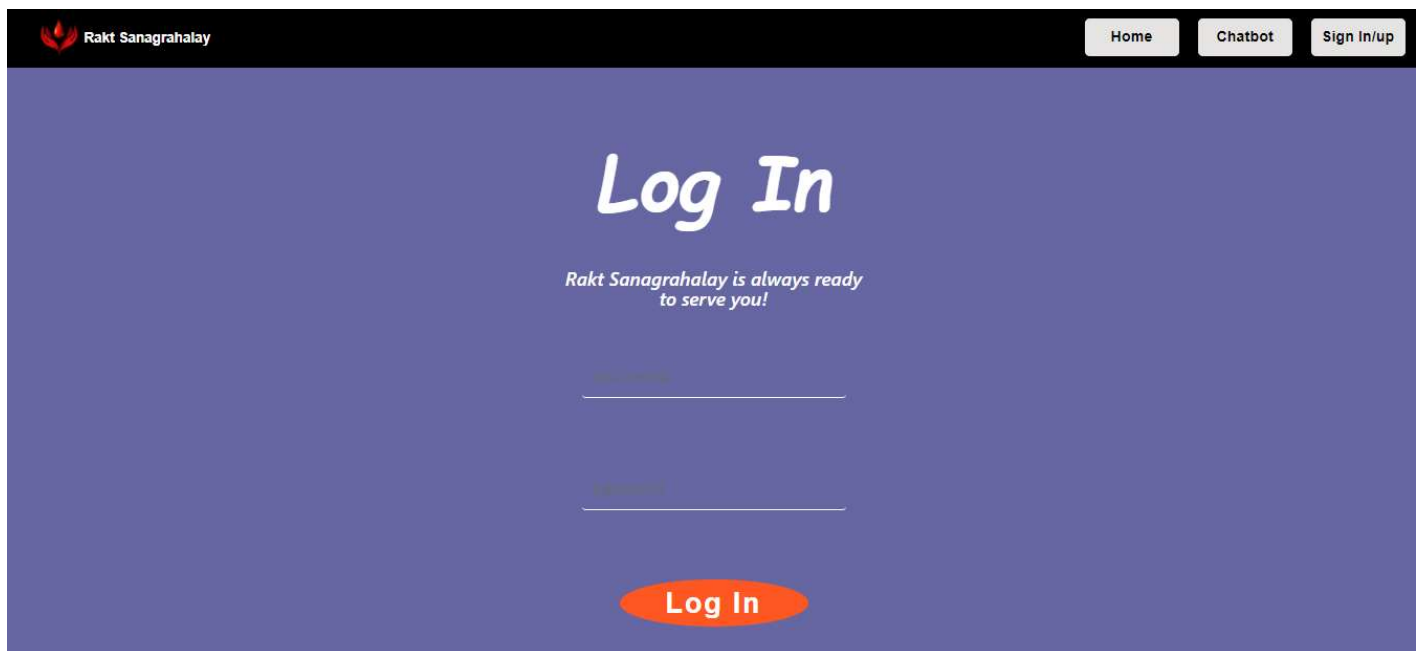 Rakt Sanagrahalay
Home
Chatbot
Sign In/up
Log In
Rakt Sanagrahalay is always ready
to serve you!
Log In